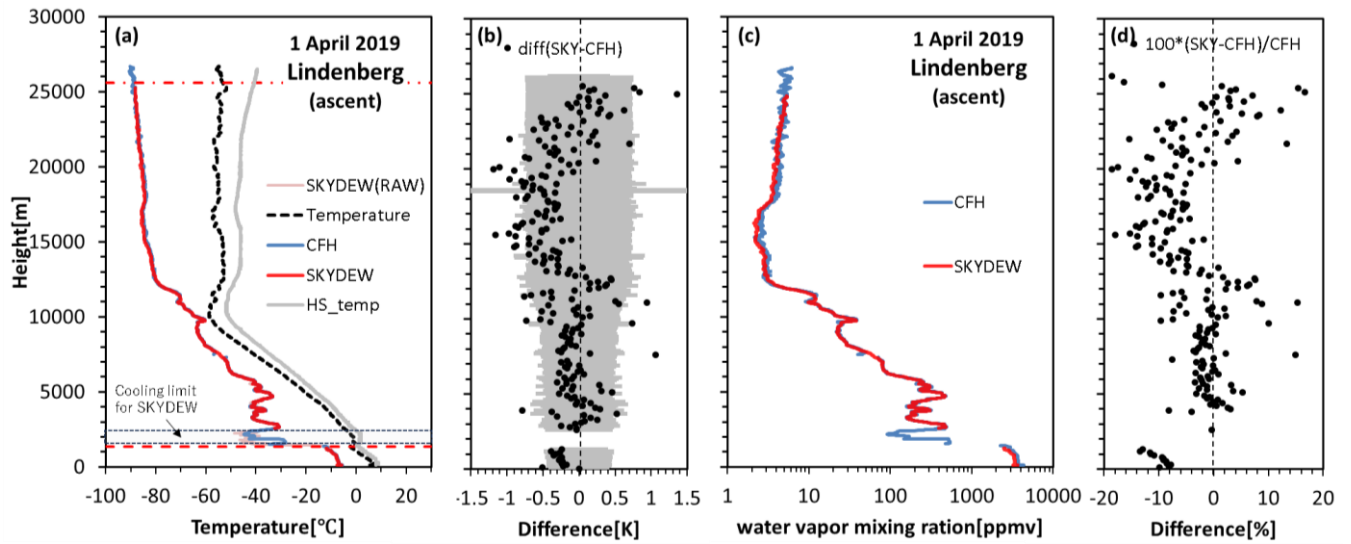 30000
25000
20000
15000
10000
5000
0
Height[m]
(a)
1 April 2019
Lindenberg
(ascent)
SKYDEW(RAW)
Temperature
CFH
SKYDEW
HS_temp
Cooling limit
for SKYDEW
-100 -80 -60 -40 -20 0 20
Temperature[℃]
(b)
diff(SKY-CFH)
-1.5 -1 -0.5 0 0.5 1 1.5
Difference[K]
(c)
1 April 2019
Lindenberg
(ascent)
CFH
SKYDEW
1 10 100 1000 10000
water vapor mixing ration[ppmv]
(d)
100*(SKY-CFH)/CFH
-20 -10 0 10 20
Difference[%]